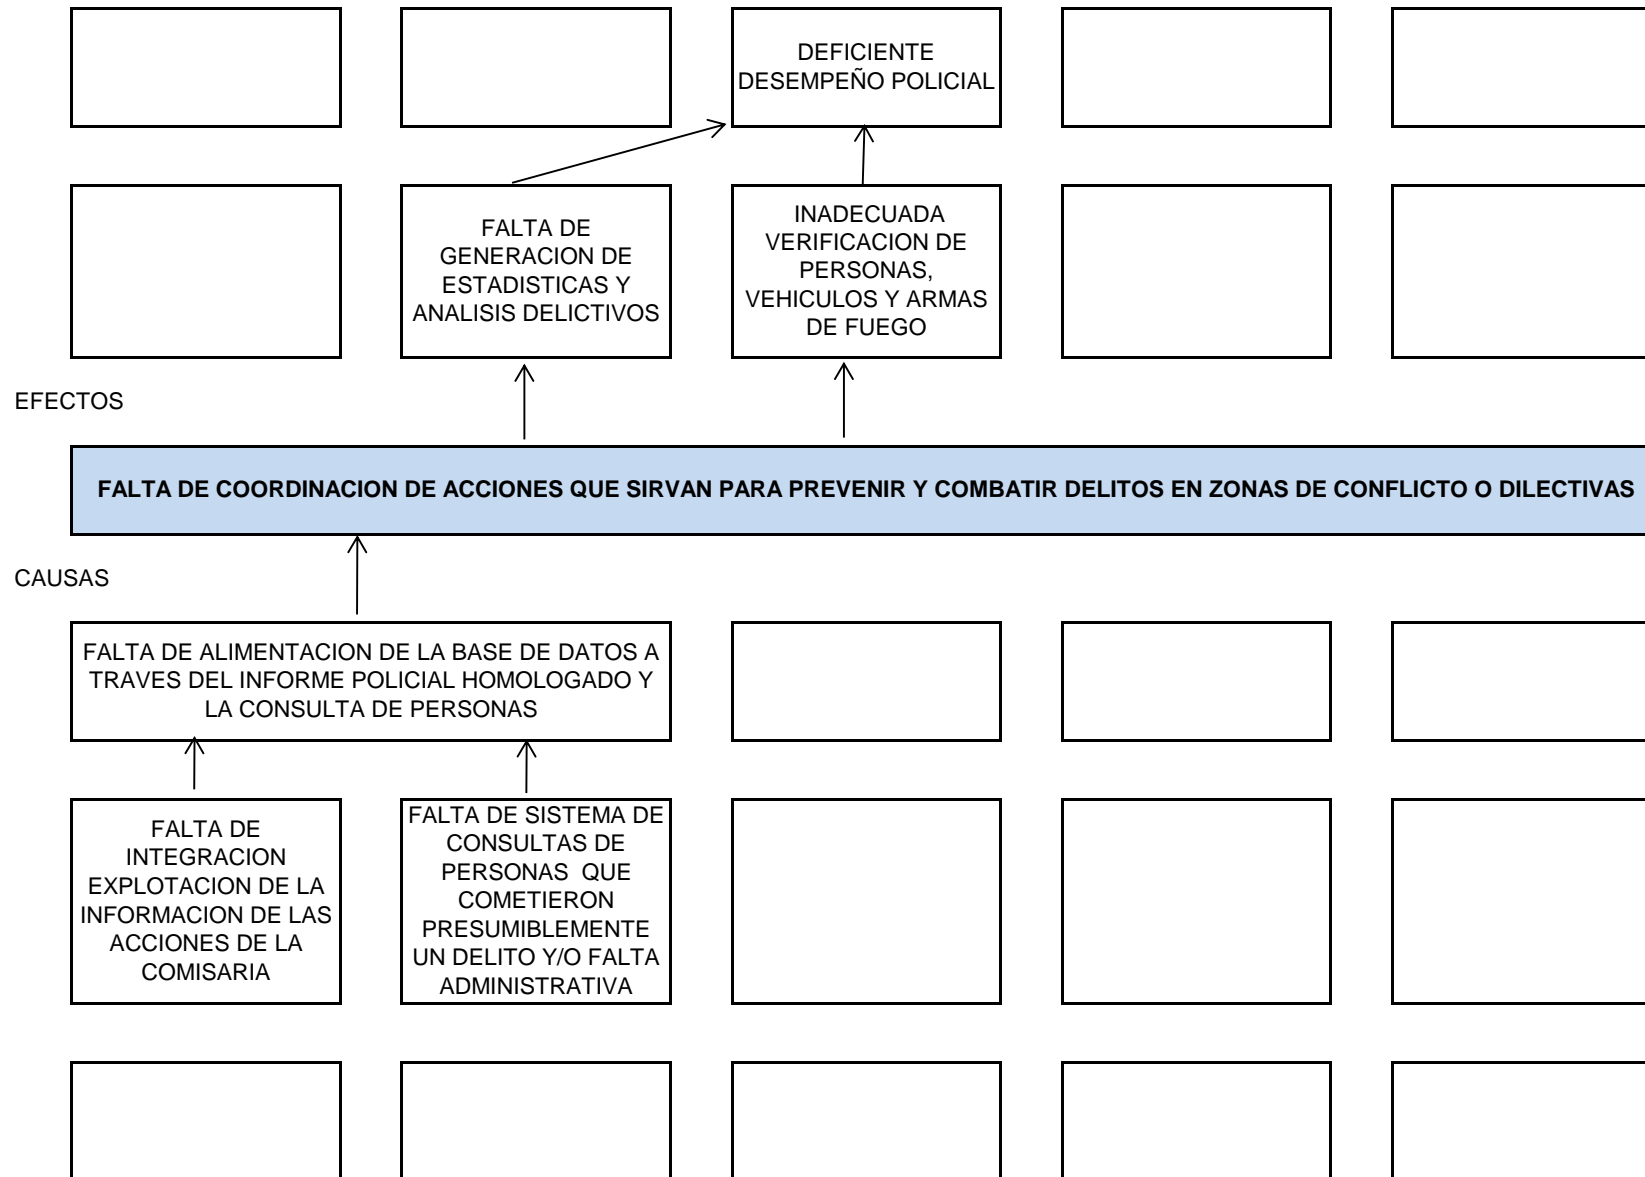 DEFICIENTE
DESEMPEÑO POLICIAL
FALTA DE
GENERACION DE
ESTADISTICAS Y
ANALISIS DELICTIVOS
INADECUADA
VERIFICACION DE
PERSONAS,
VEHICULOS Y ARMAS
DE FUEGO
EFECTOS
FALTA DE COORDINACION DE ACCIONES QUE SIRVAN PARA PREVENIR Y COMBATIR DELITOS EN ZONAS DE CONFLICTO O DILECTIVAS
CAUSAS
FALTA DE ALIMENTACION DE LA BASE DE DATOS A
TRAVES DEL INFORME POLICIAL HOMOLOGADO Y
LA CONSULTA DE PERSONAS
FALTA DE
INTEGRACION
EXPLOTACION DE LA
INFORMACION DE LAS
ACCIONES DE LA
COMISARIA
FALTA DE SISTEMA DE
CONSULTAS DE
PERSONAS  QUE
COMETIERON
PRESUMIBLEMENTE
UN DELITO Y/O FALTA
ADMINISTRATIVA